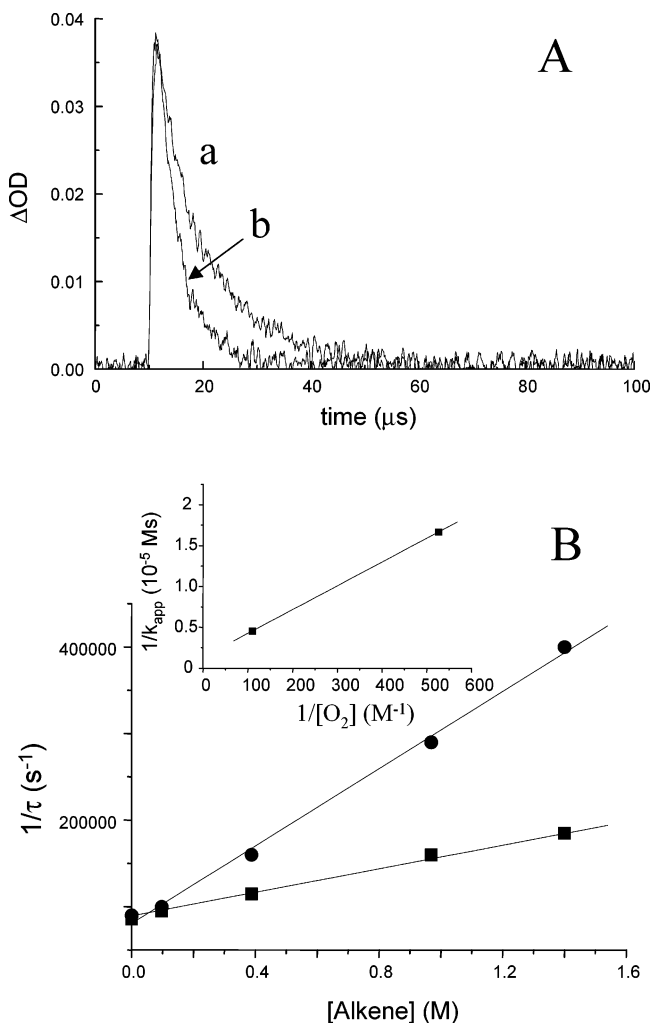 A
0.04
0.03
0.02
0.01
0.00
ΔOD
a
b
0 20 40 60 80 100
time (μs)
B
2
1.5
1
0.5
0
1/k_app (10^-5 Ms)
0 100 200 300 400 500 600
1/[O₂] (M^-1)
400000
200000
1/τ (s^-1)
0.0 0.4 0.8 1.2 1.6
[Alkene] (M)